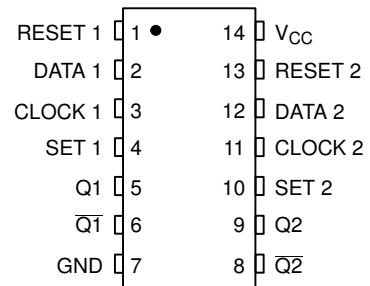 RESET 1 1 14 V_CC
DATA 1 2 13 RESET 2
CLOCK 1 3 12 DATA 2
SET 1 4 11 CLOCK 2
Q1 5 10 SET 2
Q1̅ 6 9 Q2
GND 7 8 Q2̅